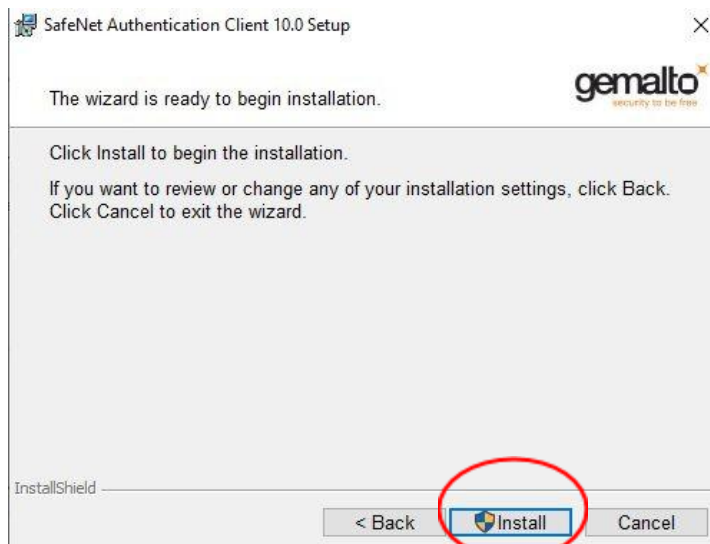 SafeNet Authentication Client 10.0 Setup
The wizard is ready to begin installation.
gemalto
security to be free
Click Install to begin the installation.
If you want to review or change any of your installation settings, click Back.
Click Cancel to exit the wizard.
InstallShield
< Back
Install
Cancel